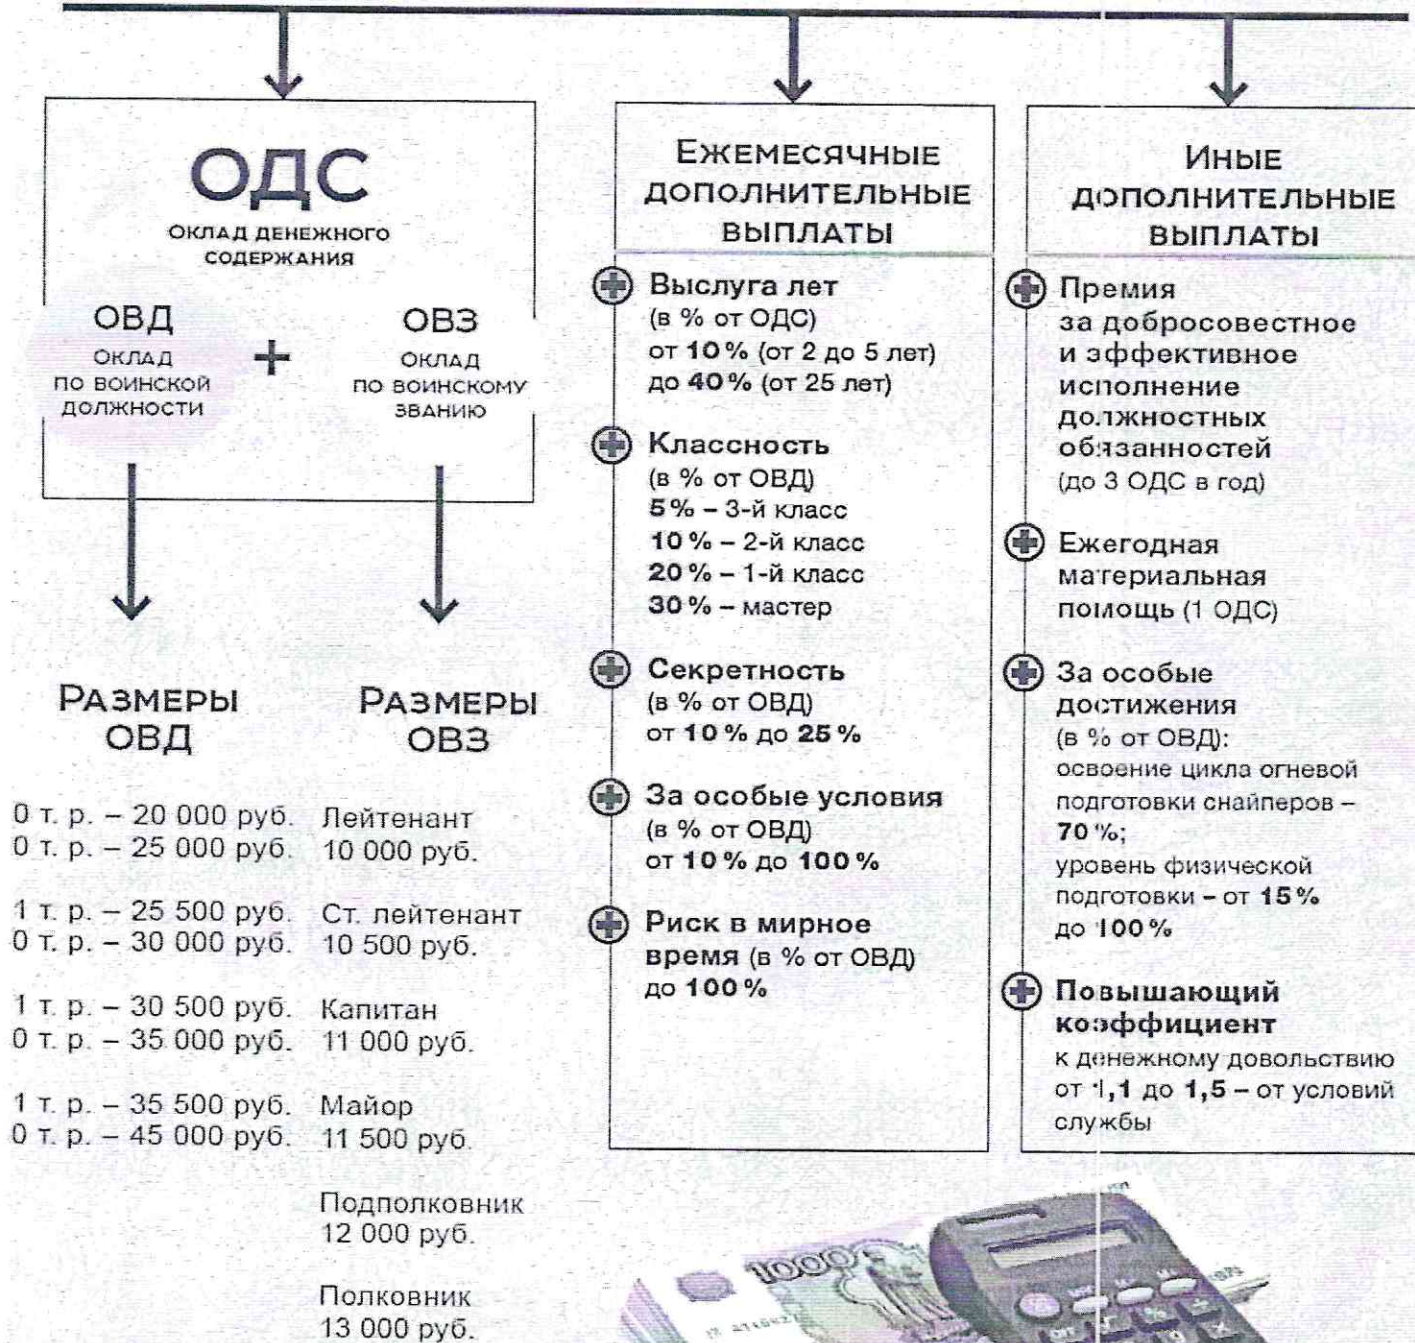 ОДС
ОКЛАД ДЕНЕЖНОГО
СОДЕРЖАНИЯ
ОВД
ОКЛАД
ПО ВОИНСКОЙ
ДОЛЖНОСТИ
+
ОВЗ
ОКЛАД
ПО ВОИНСКОМУ
ЗВАНИЮ
РАЗМЕРЫ
ОВД
0 т. р. – 20 000 руб.
0 т. р. – 25 000 руб.
1 т. р. – 25 500 руб.
0 т. р. – 30 000 руб.
1 т. р. – 30 500 руб.
0 т. р. – 35 000 руб.
1 т. р. – 35 500 руб.
0 т. р. – 45 000 руб.
РАЗМЕРЫ
ОВЗ
Лейтенант
10 000 руб.
Ст. лейтенант
10 500 руб.
Капитан
11 000 руб.
Майор
11 500 руб.
Подполковник
12 000 руб.
Полковник
13 000 руб.
ЕЖЕМЕСЯЧНЫЕ
ДОПОЛНИТЕЛЬНЫЕ
ВЫПЛАТЫ
Выслуга лет
(в % от ОДС)
от 10 % (от 2 до 5 лет)
до 40 % (от 25 лет)
Классность
(в % от ОВД)
5 % – 3-й класс
10 % – 2-й класс
20 % – 1-й класс
30 % – мастер
Секретность
(в % от ОВД)
от 10 % до 25 %
За особые условия
(в % от ОВД)
от 10 % до 100 %
Риск в мирное
время (в % от ОВД)
до 100 %
ИНЫЕ
ДОПОЛНИТЕЛЬНЫЕ
ВЫПЛАТЫ
Премия
за добросовестное
и эффективное
исполнение
должностных
обязанностей
(до 3 ОДС в год)
Ежегодная
материальная
помощь (1 ОДС)
За особые
достижения
(в % от ОВД):
освоение цикла огневой
подготовки снайперов –
70 %;
уровень физической
подготовки – от 15 %
до 100 %
Повышающий
коэффициент
к денежному довольствию
от 1,1 до 1,5 – от условий
службы
1000